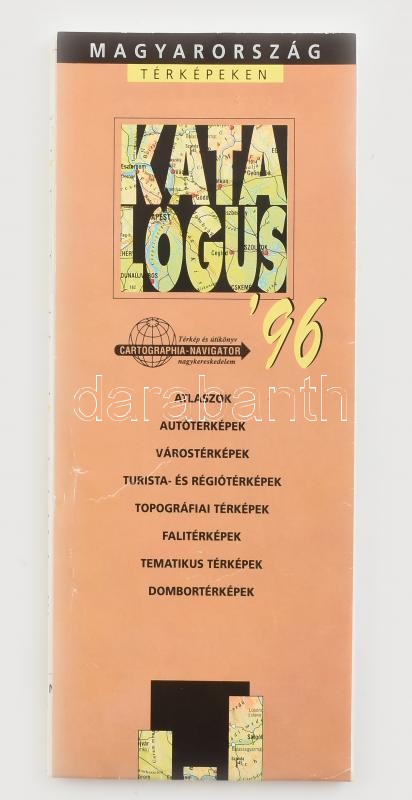 MAGYARORSZÁG
TÉRKÉPEKEN
KATA
LÓGUS
'96
Térkép és útikönyv
CARTOGRAPHIA-NAVIGATOR
nagykereskedelem
ATLASZOK
AUTÓTÉRKÉPEK
VÁROSTÉRKÉPEK
TURISTA- ÉS RÉGIÓTÉRKÉPEK
TOPOGRÁFIAI TÉRKÉPEK
FALITÉRKÉPEK
TEMATIKUS TÉRKÉPEK
DOMBORTÉRKÉPEK
darabanth